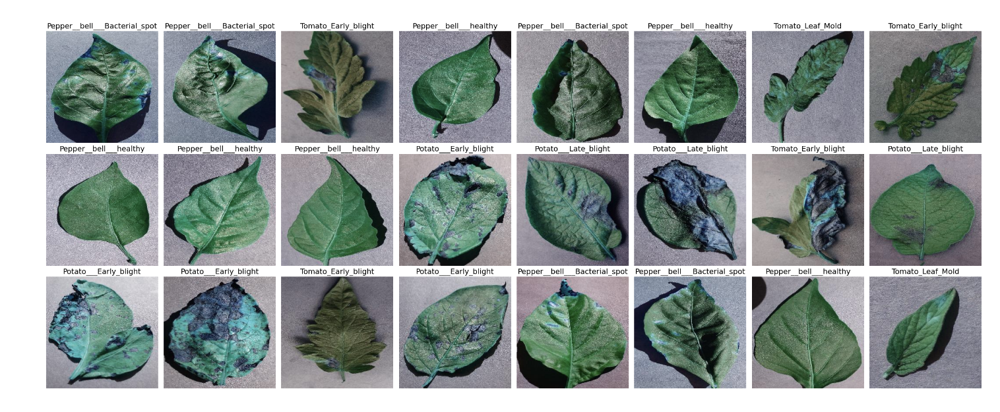 Pepper__bell___Bacterial_spot Pepper__bell___Bacterial_spot Tomato_Early_blight Pepper__bell___healthy Pepper__bell___Bacterial_spot Pepper__bell___healthy Tomato_Leaf_Mold Tomato_Early_blight
Pepper__bell___healthy Pepper__bell___healthy Pepper__bell___healthy Potato___Early_blight Potato___Late_blight Potato___Late_blight Tomato_Early_blight Potato___Late_blight
Potato___Early_blight Potato___Early_blight Tomato_Early_blight Potato___Early_blight Pepper__bell___Bacterial_spot Pepper__bell___Bacterial_spot Pepper__bell___healthy Tomato_Leaf_Mold